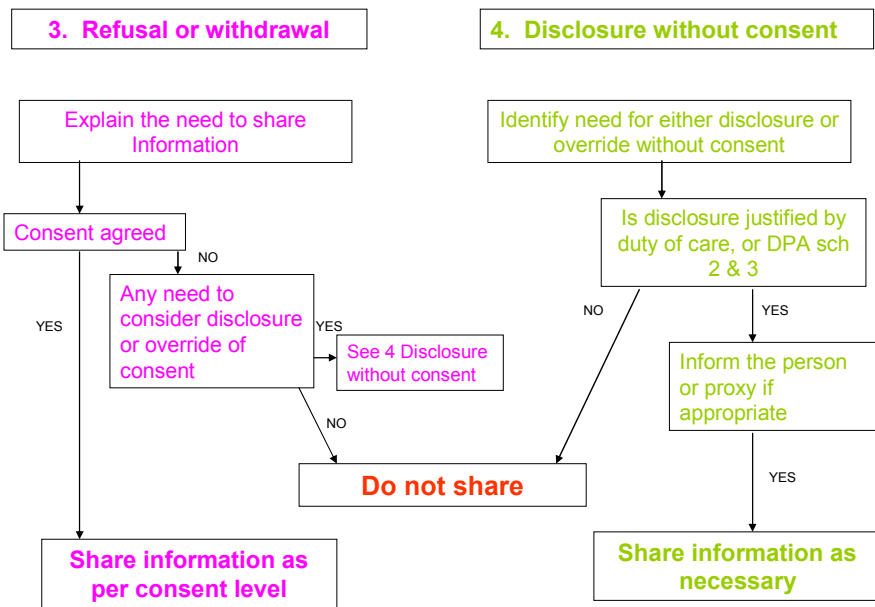 3. Refusal or withdrawal
4. Disclosure without consent
Explain the need to share
Information
Identify need for either disclosure or
override without consent
Consent agreed
NO
Is disclosure justified by
duty of care, or DPA sch
2 & 3
Any need to
consider disclosure
or override of
consent
YES
YES
See 4 Disclosure
without consent
NO
YES
Inform the person
or proxy if
appropriate
NO
Do not share
YES
Share information as
per consent level
Share information as
necessary